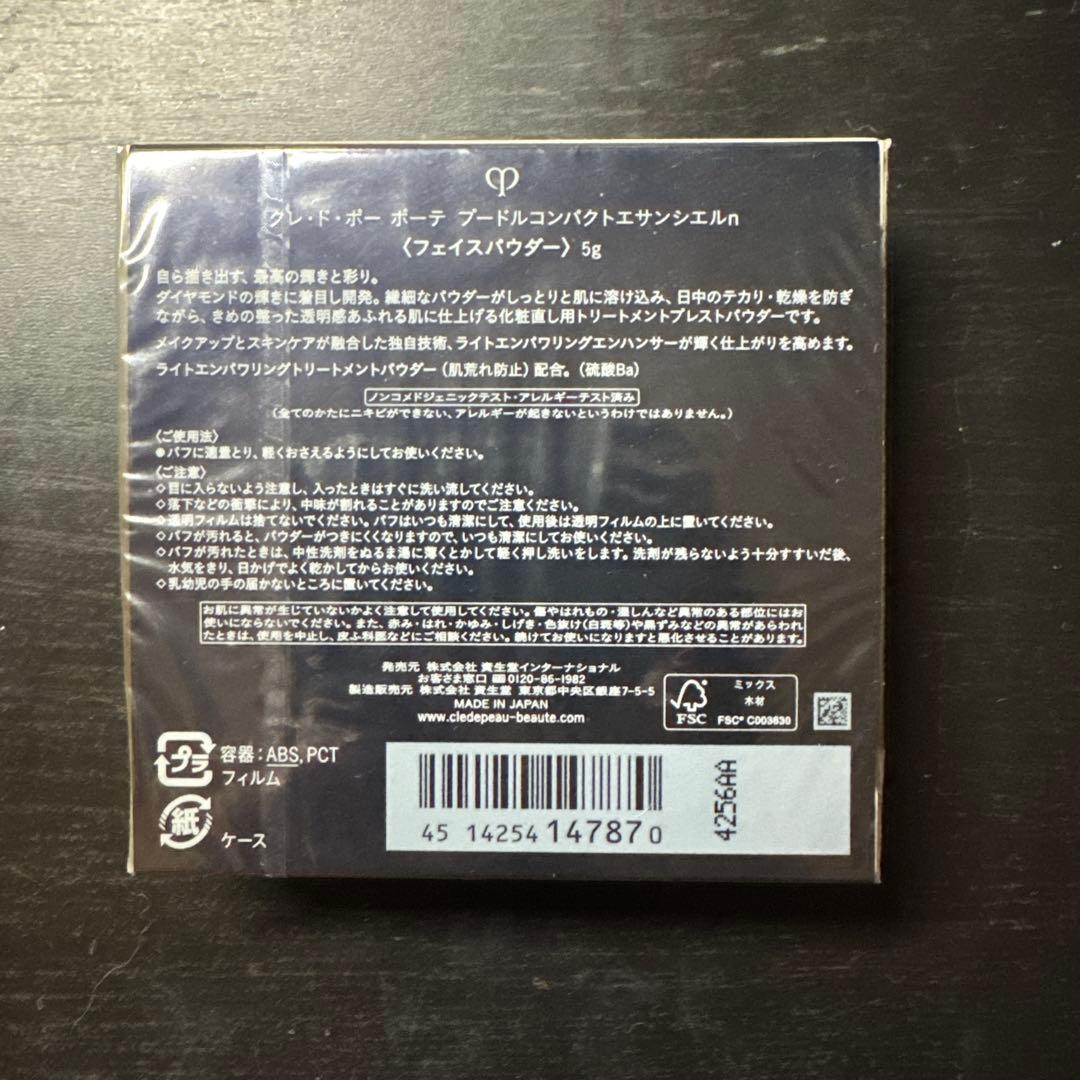 クレ・ド・ポー ボーテ プードルコンパクトエサンシエルn
〈フェイスパウダー〉5g
自ら描き出す、最高の輝きと彩り。
ダイヤモンドの輝きに着目し開発。繊細なパウダーがしっとりと肌に溶け込み、日中のテカリ・乾燥を防ぎ
ながら、きめの整った透明感あふれる肌に仕上げる化粧直し用トリートメントプレストパウダーです。
メイクアップとスキンケアが融合した独自技術、ライトエンパワリングエンハンサーが輝く仕上がりを高めます。
ライトエンパワリングトリートメントパウダー（肌荒れ防止）配合。（硫酸Ba）
ノンコメドジェニックテスト・アレルギーテスト済み
（全てのかたにニキビができない、アレルギーが起きないというわけではありません。）
〈ご使用法〉
●パフに適量とり、軽くおさえるようにしてお使いください。
〈ご注意〉
◇目に入らないよう注意し、入ったときはすぐに洗い流してください。
◇落下などの衝撃により、中味が割れることがありますのでご注意ください。
◇透明フィルムは捨てないでください。パフはいつも清潔にして、使用後は透明フィルムの上に置いてください。
◇パフが汚れると、パウダーがつきにくくなりますので、いつも清潔にしてお使いください。
◇パフが汚れたときは、中性洗剤をぬるま湯に薄くとかして軽く押し洗いをします。洗剤が残らないよう十分すすいだ後、
水気をきり、日かげでよく乾かしてからお使いください。
◇乳幼児の手の届かないところに置いてください。
お肌に異常が生じていないかよく注意して使用してください。傷やはれもの・湿しんなど異常のある部位にはお
使いにならないでください。また、赤み・はれ・かゆみ・しげき・色抜け（白斑等）や黒ずみなどの異常があらわれ
たときは、使用を中止し、皮ふ科医などにご相談ください。続けてお使いになりますと悪化させることがあります。
発売元 株式会社 資生堂インターナショナル
お客さま窓口 0120-86-1982
製造販売元 株式会社 資生堂 東京都中央区銀座7-5-5
MADE IN JAPAN
www.cledepeau-beaute.com
FSC
ミックス
木材
FSC® C003630
プラ
容器：ABS, PCT
フィルム
紙
ケース
45 14254 14787 0
4256AA